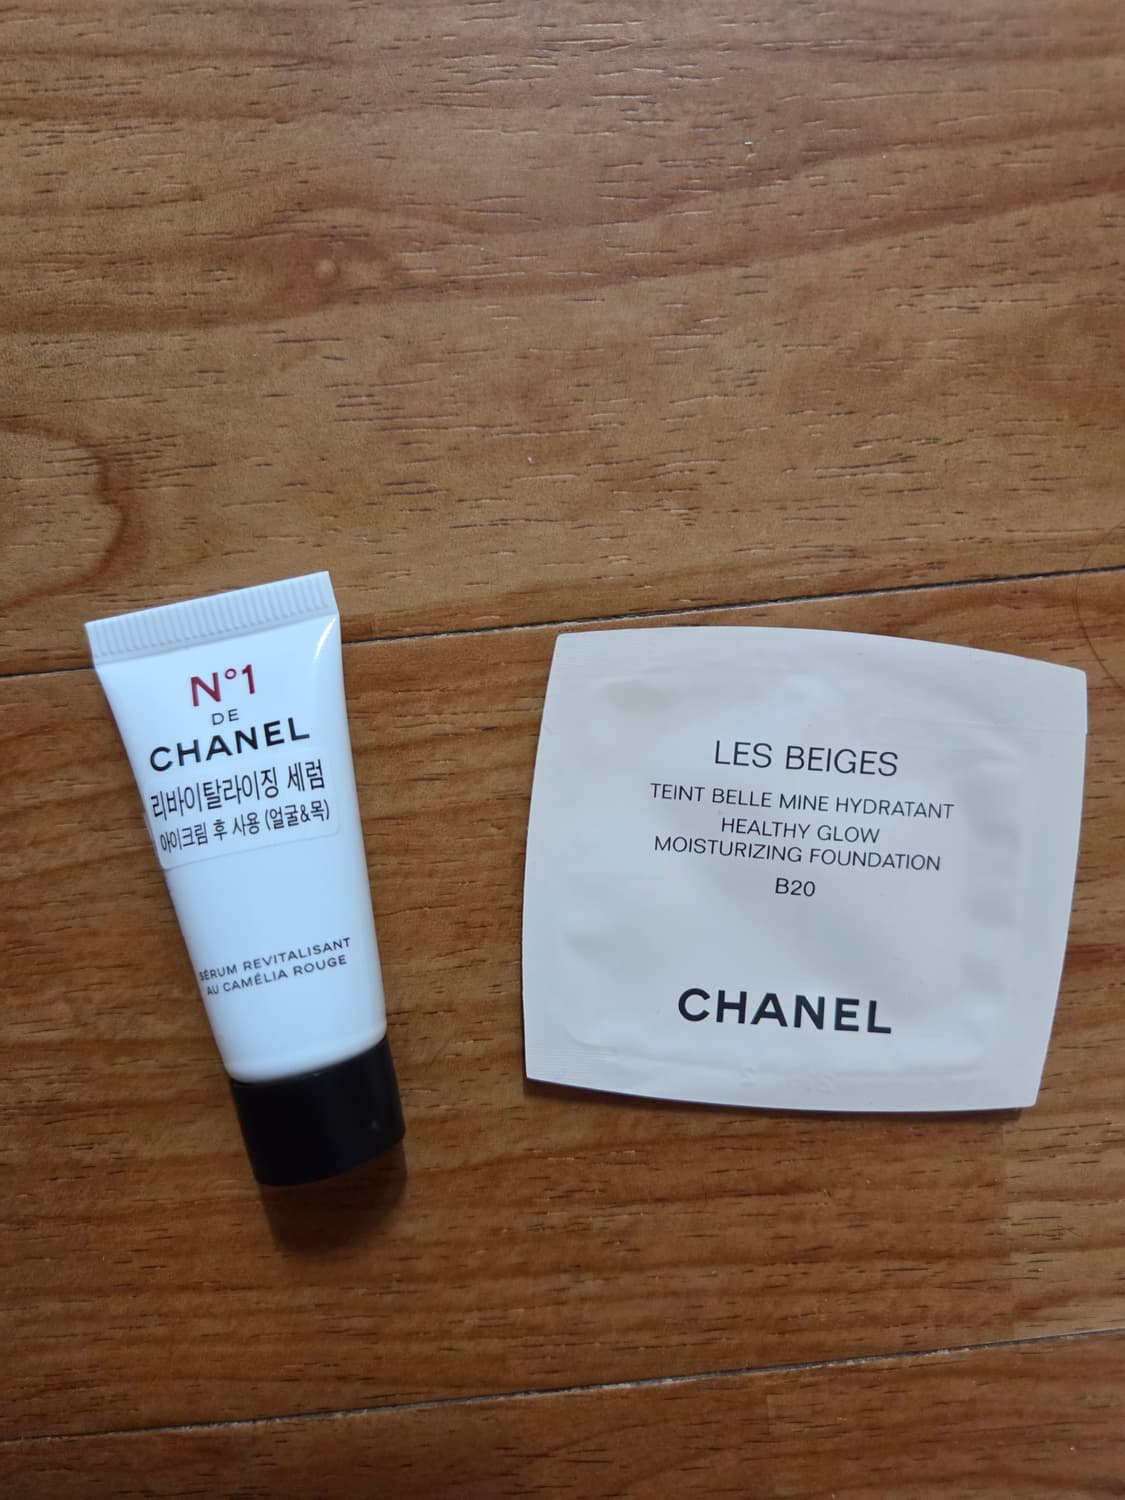 N°1
DE
CHANEL
리바이탈라이징 세럼
아이크림 후 사용 (얼굴&목)
SÉRUM REVITALISANT
AU CAMÉLIA ROUGE
LES BEIGES
TEINT BELLE MINE HYDRATANT
HEALTHY GLOW
MOISTURIZING FOUNDATION
B20
CHANEL